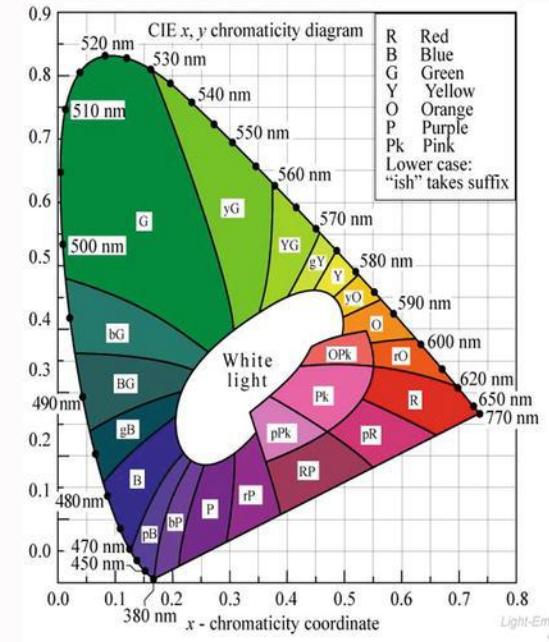 CIE x, y chromaticity diagram
R Red
B Blue
G Green
Y Yellow
O Orange
P Purple
Pk Pink
Lower case:
“ish” takes suffix
0.9
0.8
0.7
0.6
0.5
0.4
0.3
0.2
0.1
0.0
520 nm
530 nm
540 nm
550 nm
560 nm
570 nm
580 nm
590 nm
600 nm
620 nm
650 nm
770 nm
510 nm
500 nm
490nm
480nm
470 nm
450 nm
380 nm
G
yG
YG
gY
Y
yO
O
rO
R
OPk
Pk
pPk
pR
RP
rP
P
bP
pB
B
gB
BG
bG
White
light
0.0 0.1 0.2 0.3 0.4 0.5 0.6 0.7 0.8
x - chromaticity coordinate